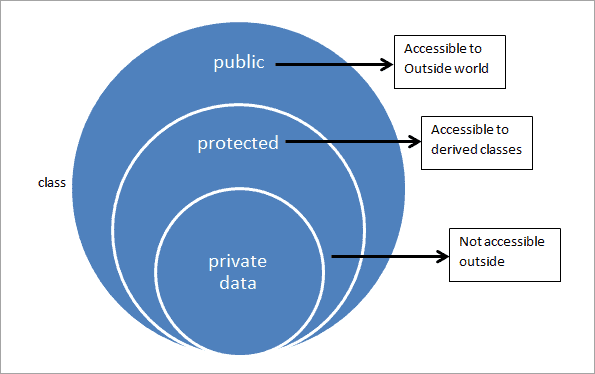 public
Accessible to
Outside world
protected
Accessible to
derived classes
class
private
data
Not accessible
outside